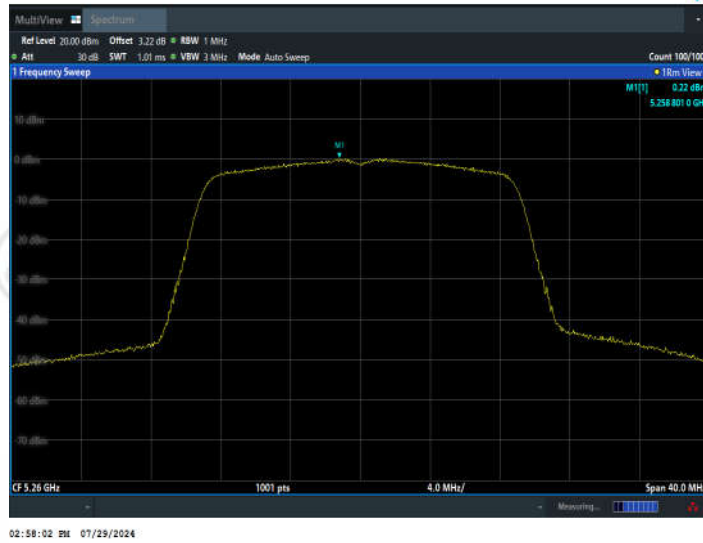 MultiView Spectrum
Ref Level 20.00 dBm Offset 3.22 dB RBW 1 MHz
Att 30 dB SWT 1.01 ms VBW 3 MHz Mode Auto Sweep Count 100/100
1 Frequency Sweep 1Rm View
M1[1] 0.22 dBm
5.258 801 0 GH
10 dBm
M1
0 dBm
-10 dBm
-20 dBm
-30 dBm
-40 dBm
-50 dBm
-60 dBm
-70 dBm
CF 5.26 GHz 1001 pts 4.0 MHz/ Span 40.0 MH
Measuring...
02:58:02 PM 07/29/2024